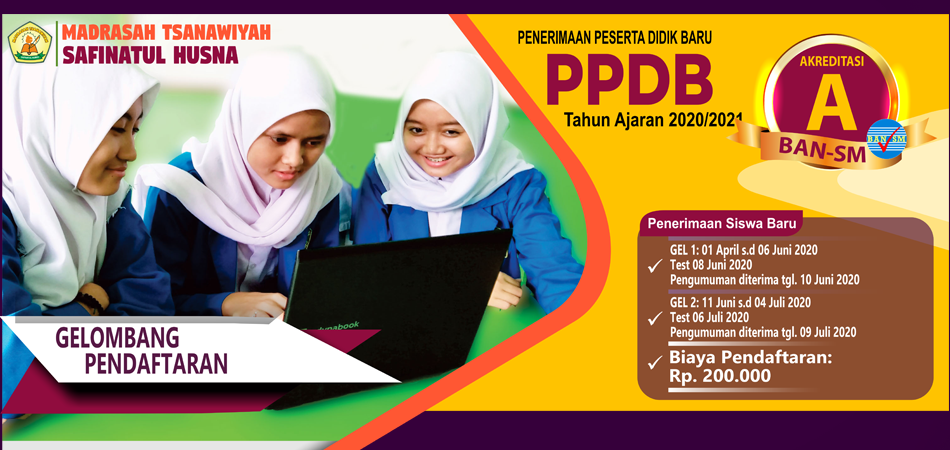 MADRASAH TSANAWIYAH
SAFINATUL HUSNA
PENERIMAAN PESERTA DIDIK BARU
PPDB
Tahun Ajaran 2020/2021
AKREDITASI
A
BAN-SM
BAN SM
Penerimaan Siswa Baru
GEL 1: 01 April s.d 06 Juni 2020
Test 08 Juni 2020
Pengumuman diterima tgl. 10 Juni 2020
GEL 2: 11 Juni s.d 04 Juli 2020
Test 06 Juli 2020
Pengumuman diterima tgl. 09 Juli 2020
Biaya Pendaftaran:
Rp. 200.000
GELOMBANG
PENDAFTARAN
dynabook